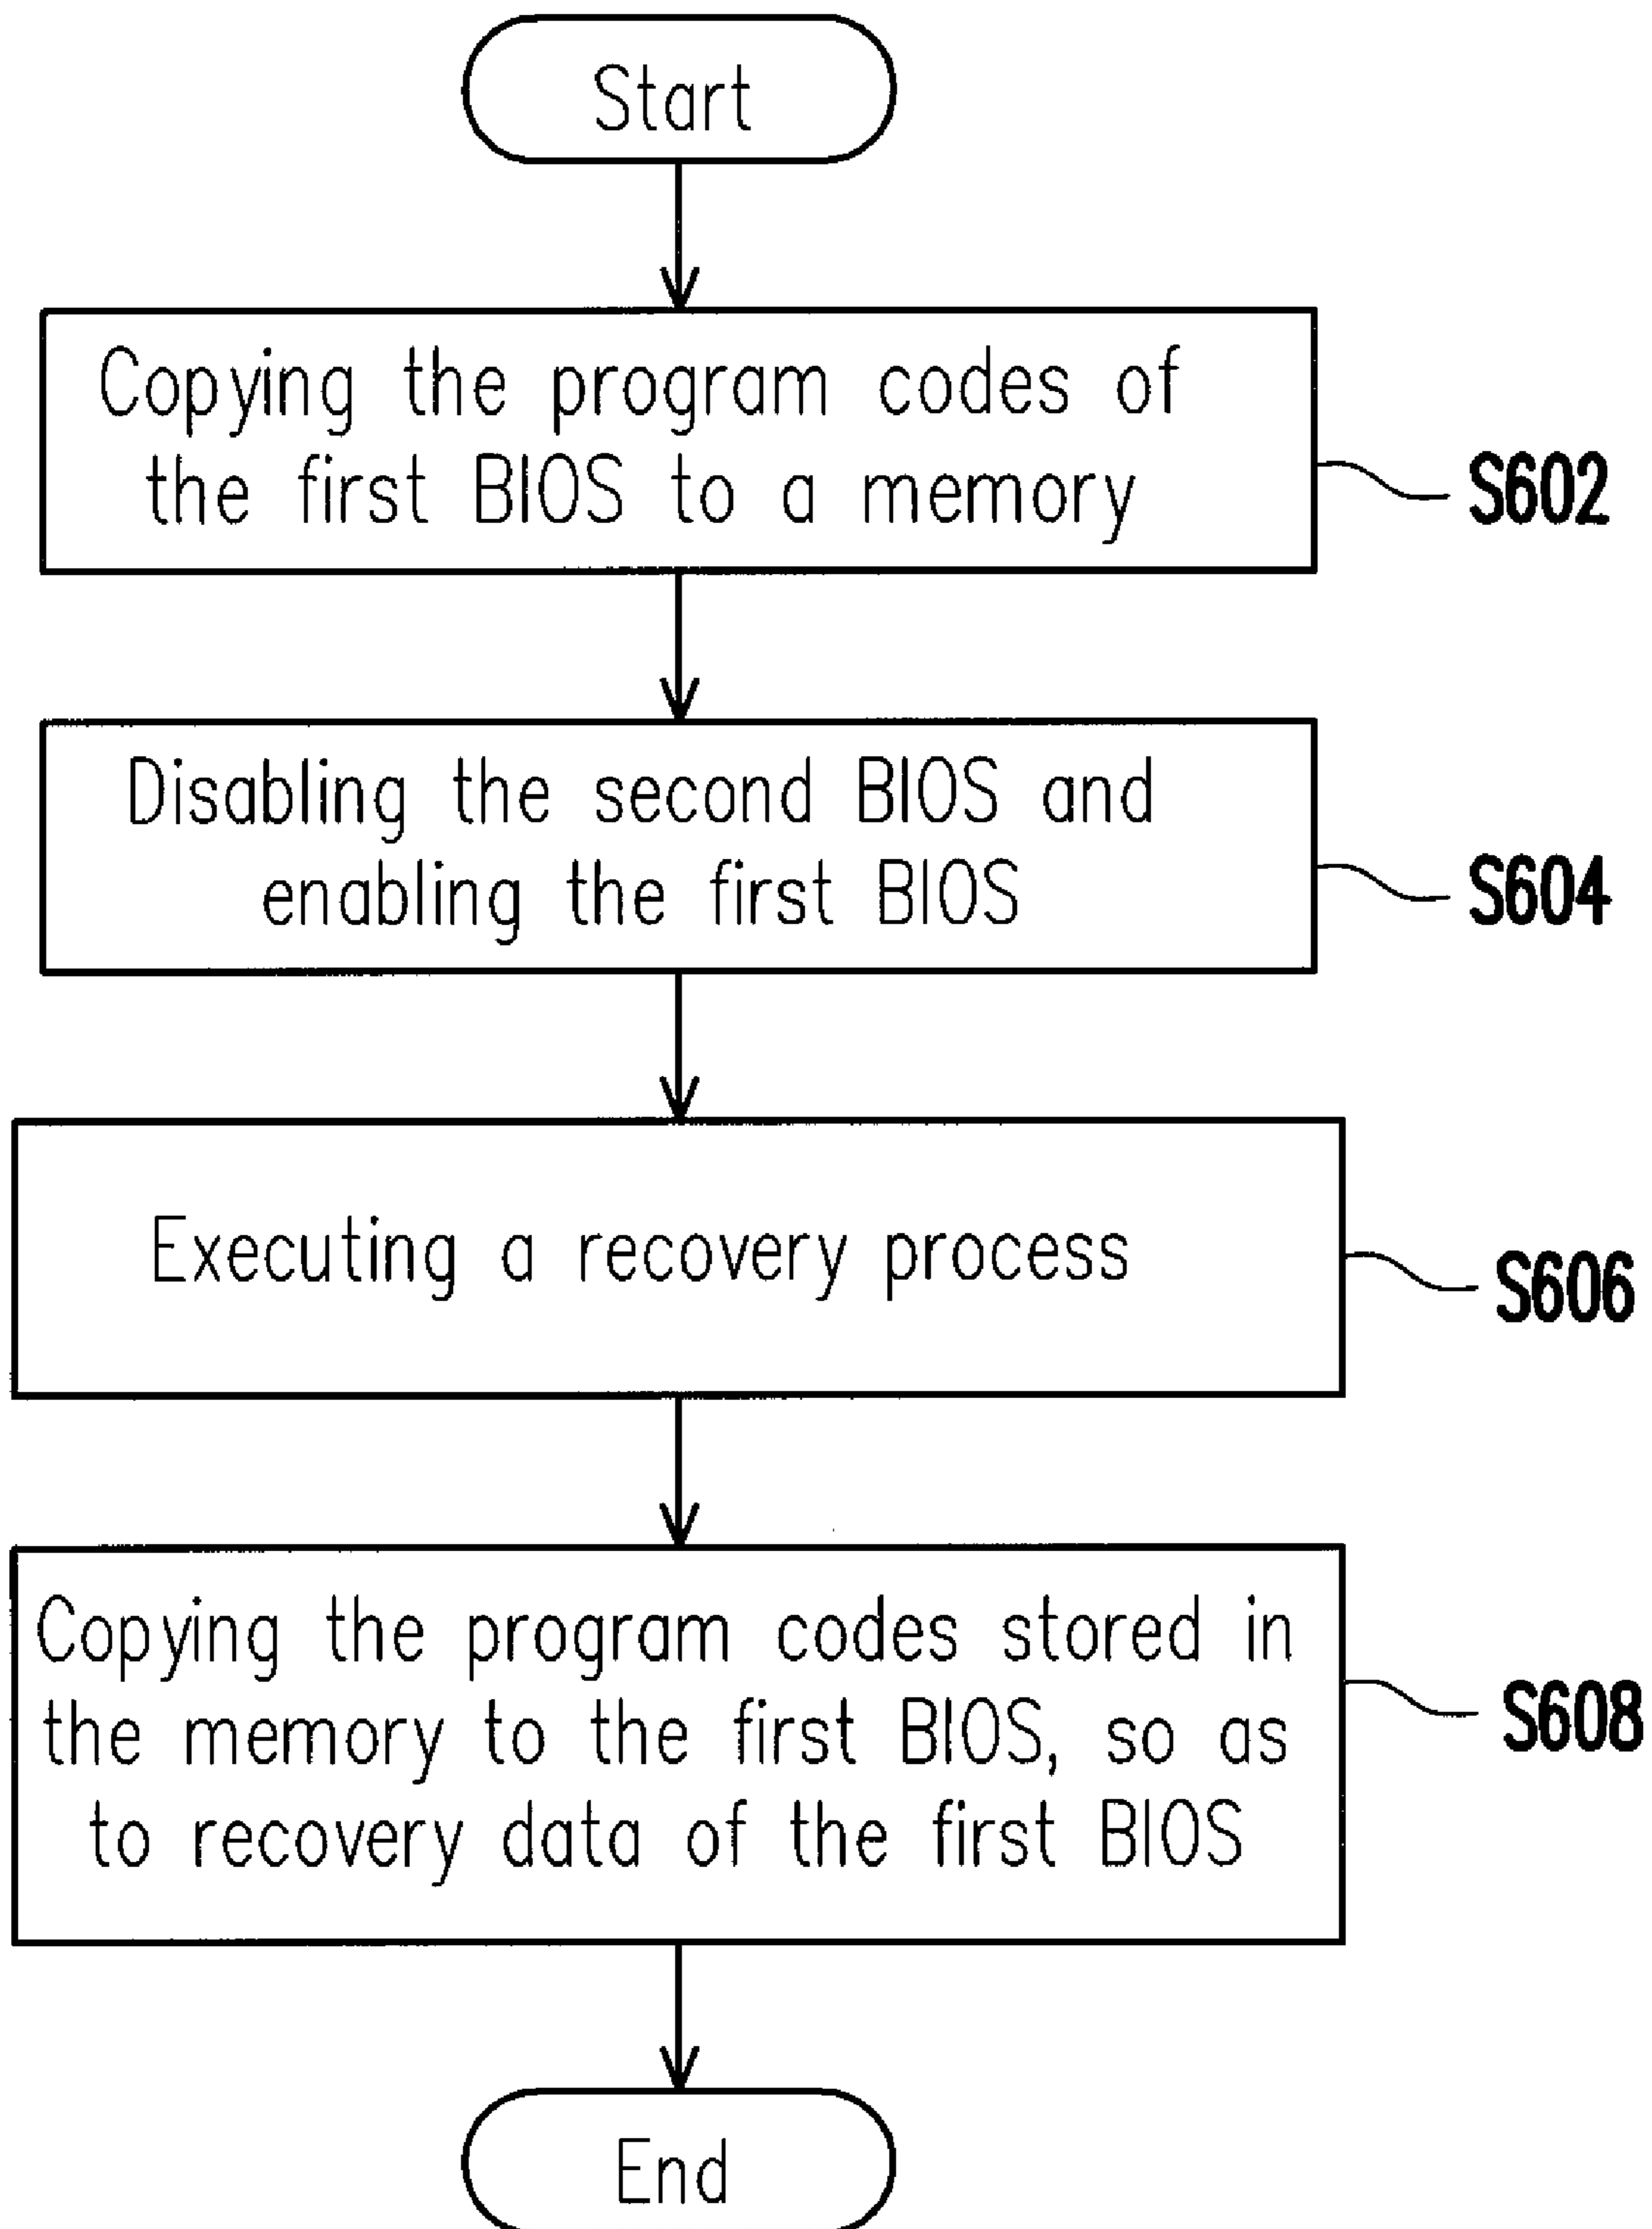 Start
Copying the program codes of
the first BIOS to a memory
S602
Disabling the second BIOS and
enabling the first BIOS
S604
Executing a recovery process
S606
Copying the program codes stored in
the memory to the first BIOS, so as
to recovery data of the first BIOS
S608
End